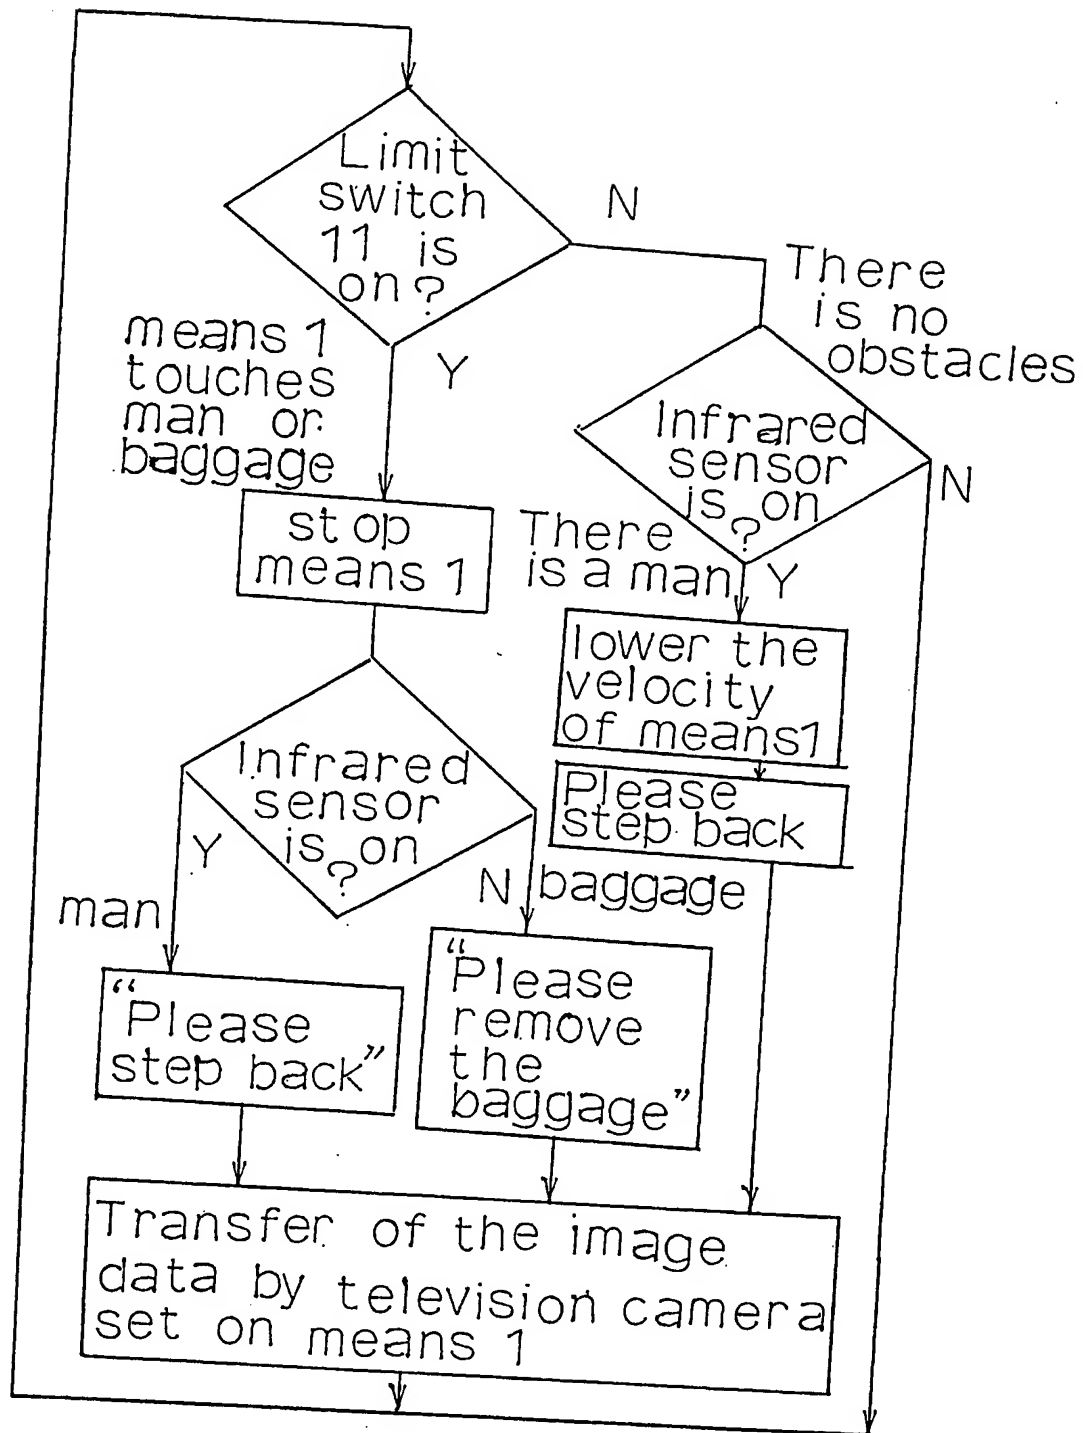 Limit
switch
11 is
on?
N
There
is no
obstacles
means 1
touches
man or
baggage
Y
Infrared
sensor
is on
?
N
stop
means 1
There
is a man
Y
lower the
velocity
of means1
Please
step back
Infrared
sensor
is on
?
Y
man
N
baggage
“Please
step back”
“Please
remove
the
baggage”
Transfer of the image
data by television camera
set on means 1